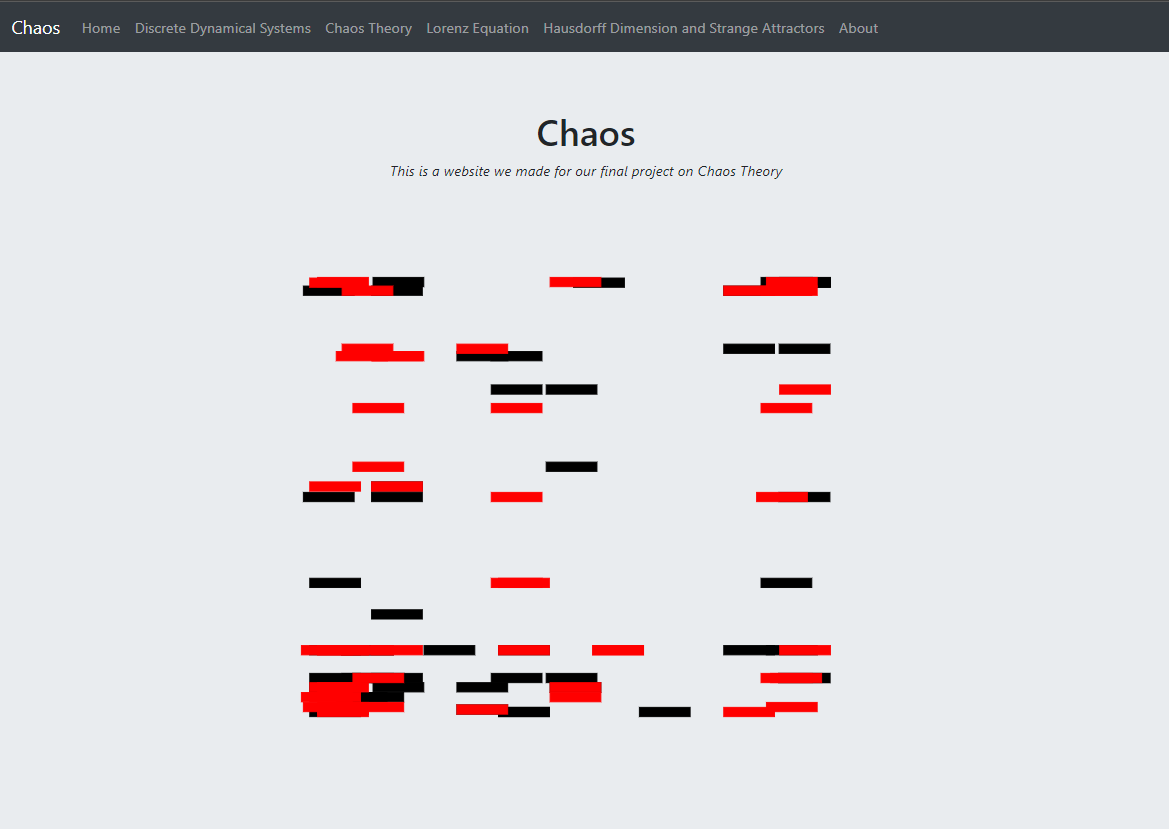 Chaos Home Discrete Dynamical Systems Chaos Theory Lorenz Equation Hausdorff Dimension and Strange Attractors About
Chaos
This is a website we made for our final project on Chaos Theory